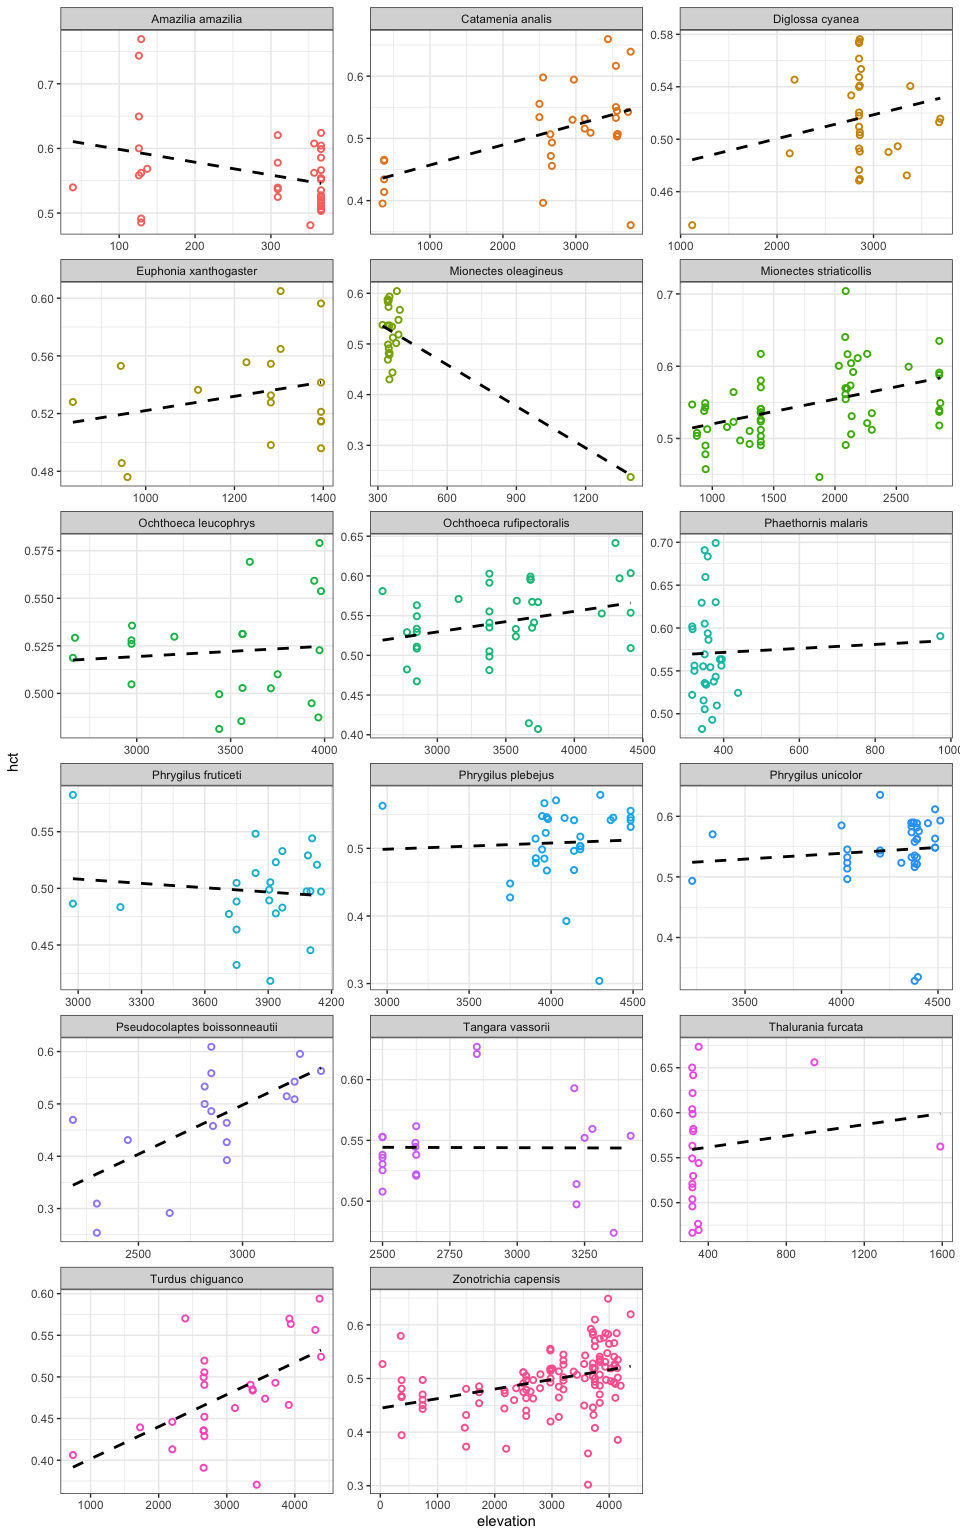 Amazilia amazilia
Catamenia analis
Diglossa cyanea
0.7
0.6
0.5
100 200 300
0.6
0.5
0.4
1000 2000 3000
0.58
0.54
0.50
0.46
1000 2000 3000
Euphonia xanthogaster
Mionectes oleagineus
Mionectes striaticollis
0.60
0.56
0.52
0.48
1000 1200 1400
0.6
0.5
0.4
0.3
300 600 900 1200
0.7
0.6
0.5
1000 1500 2000 2500
Ochthoeca leucophrys
Ochthoeca rufipectoralis
Phaethornis malaris
0.575
0.550
0.525
0.500
3000 3500 4000
0.65
0.60
0.55
0.50
0.45
0.40
3000 3500 4000 4500
0.70
0.65
0.60
0.55
0.50
400 600 800 1000
hct
Phrygilus fruticeti
Phrygilus plebejus
Phrygilus unicolor
0.55
0.50
0.45
3000 3300 3600 3900 4200
0.5
0.4
0.3
3000 3500 4000 4500
0.6
0.5
0.4
3500 4000 4500
Pseudocolaptes boissonneautii
Tangara vassorii
Thalurania furcata
0.6
0.5
0.4
0.3
2500 3000
0.60
0.55
0.50
2500 2750 3000 3250
0.65
0.60
0.55
0.50
400 800 1200 1600
Turdus chiguanco
Zonotrichia capensis
0.60
0.55
0.50
0.45
0.40
1000 2000 3000 4000
0.6
0.5
0.4
0.3
0 1000 2000 3000 4000
elevation